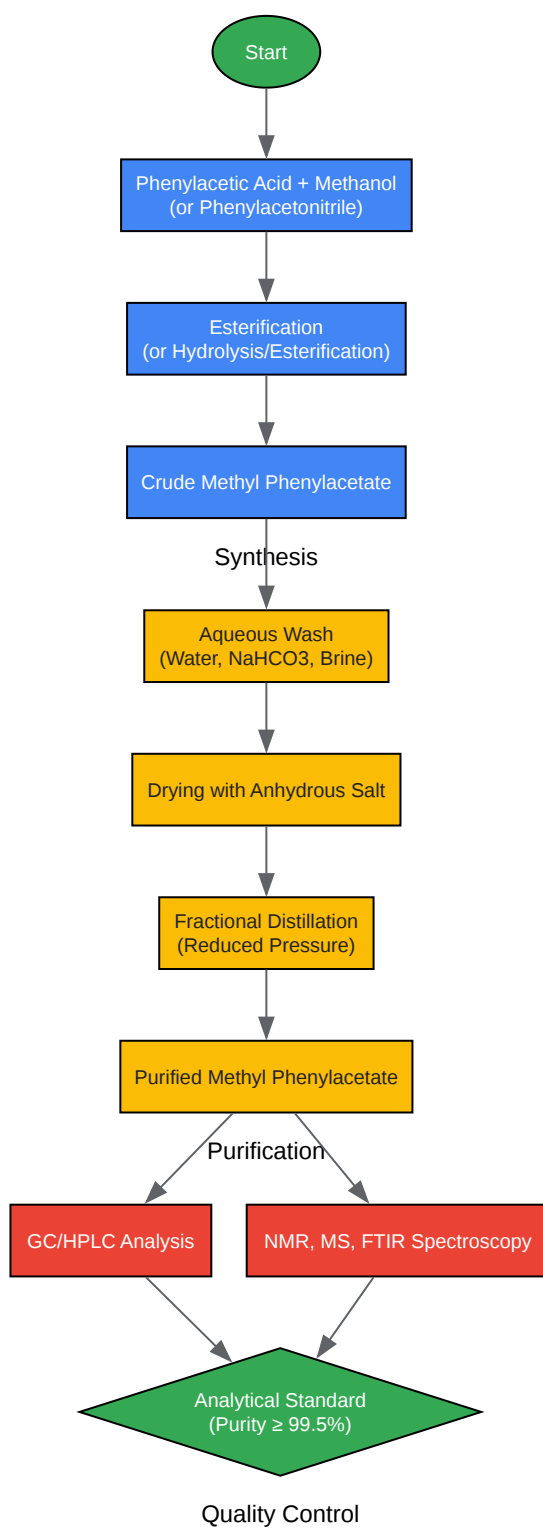 Start
Phenylacetic Acid + Methanol
(or Phenylacetonitrile)
Esterification
(or Hydrolysis/Esterification)
Crude Methyl Phenylacetate
Synthesis
Aqueous Wash
(Water, NaHCO3, Brine)
Drying with Anhydrous Salt
Fractional Distillation
(Reduced Pressure)
Purified Methyl Phenylacetate
Purification
GC/HPLC Analysis
NMR, MS, FTIR Spectroscopy
Analytical Standard
(Purity ≥ 99.5%)
Quality Control